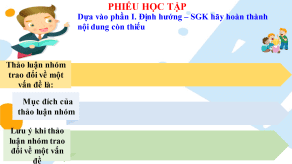 PHIẾU HỌC TẬP
Dựa vào phần I. Định hướng – SGK hãy hoàn thành
nội dung còn thiếu
Thảo luận nhóm
trao đổi về một
vấn đề là:
Mục đích của
thảo luận nhóm
Lưu ý khi thảo
luận nhóm trao
đổi về một vấn
đề